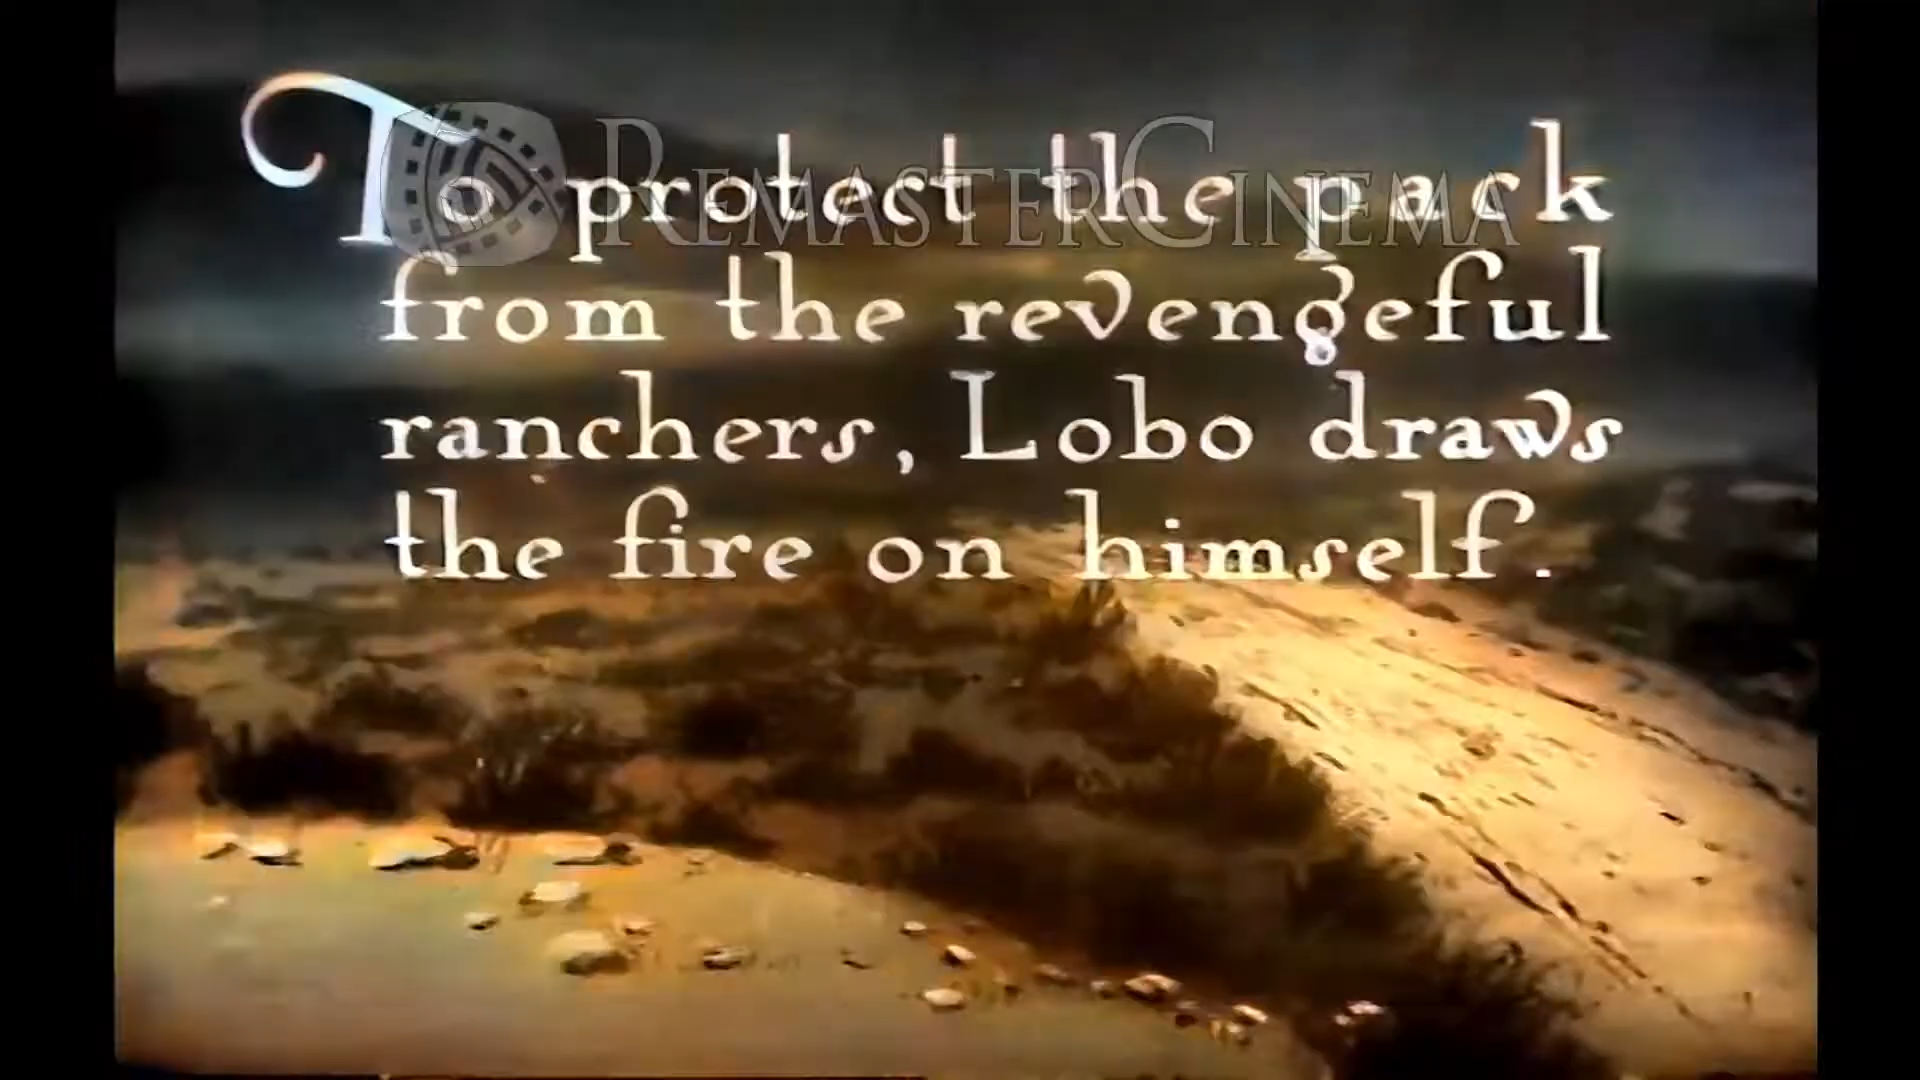 To protect the pack
REMASTERCINEMA
from the revengeful
ranchers, Lobo draws
the fire on himself.